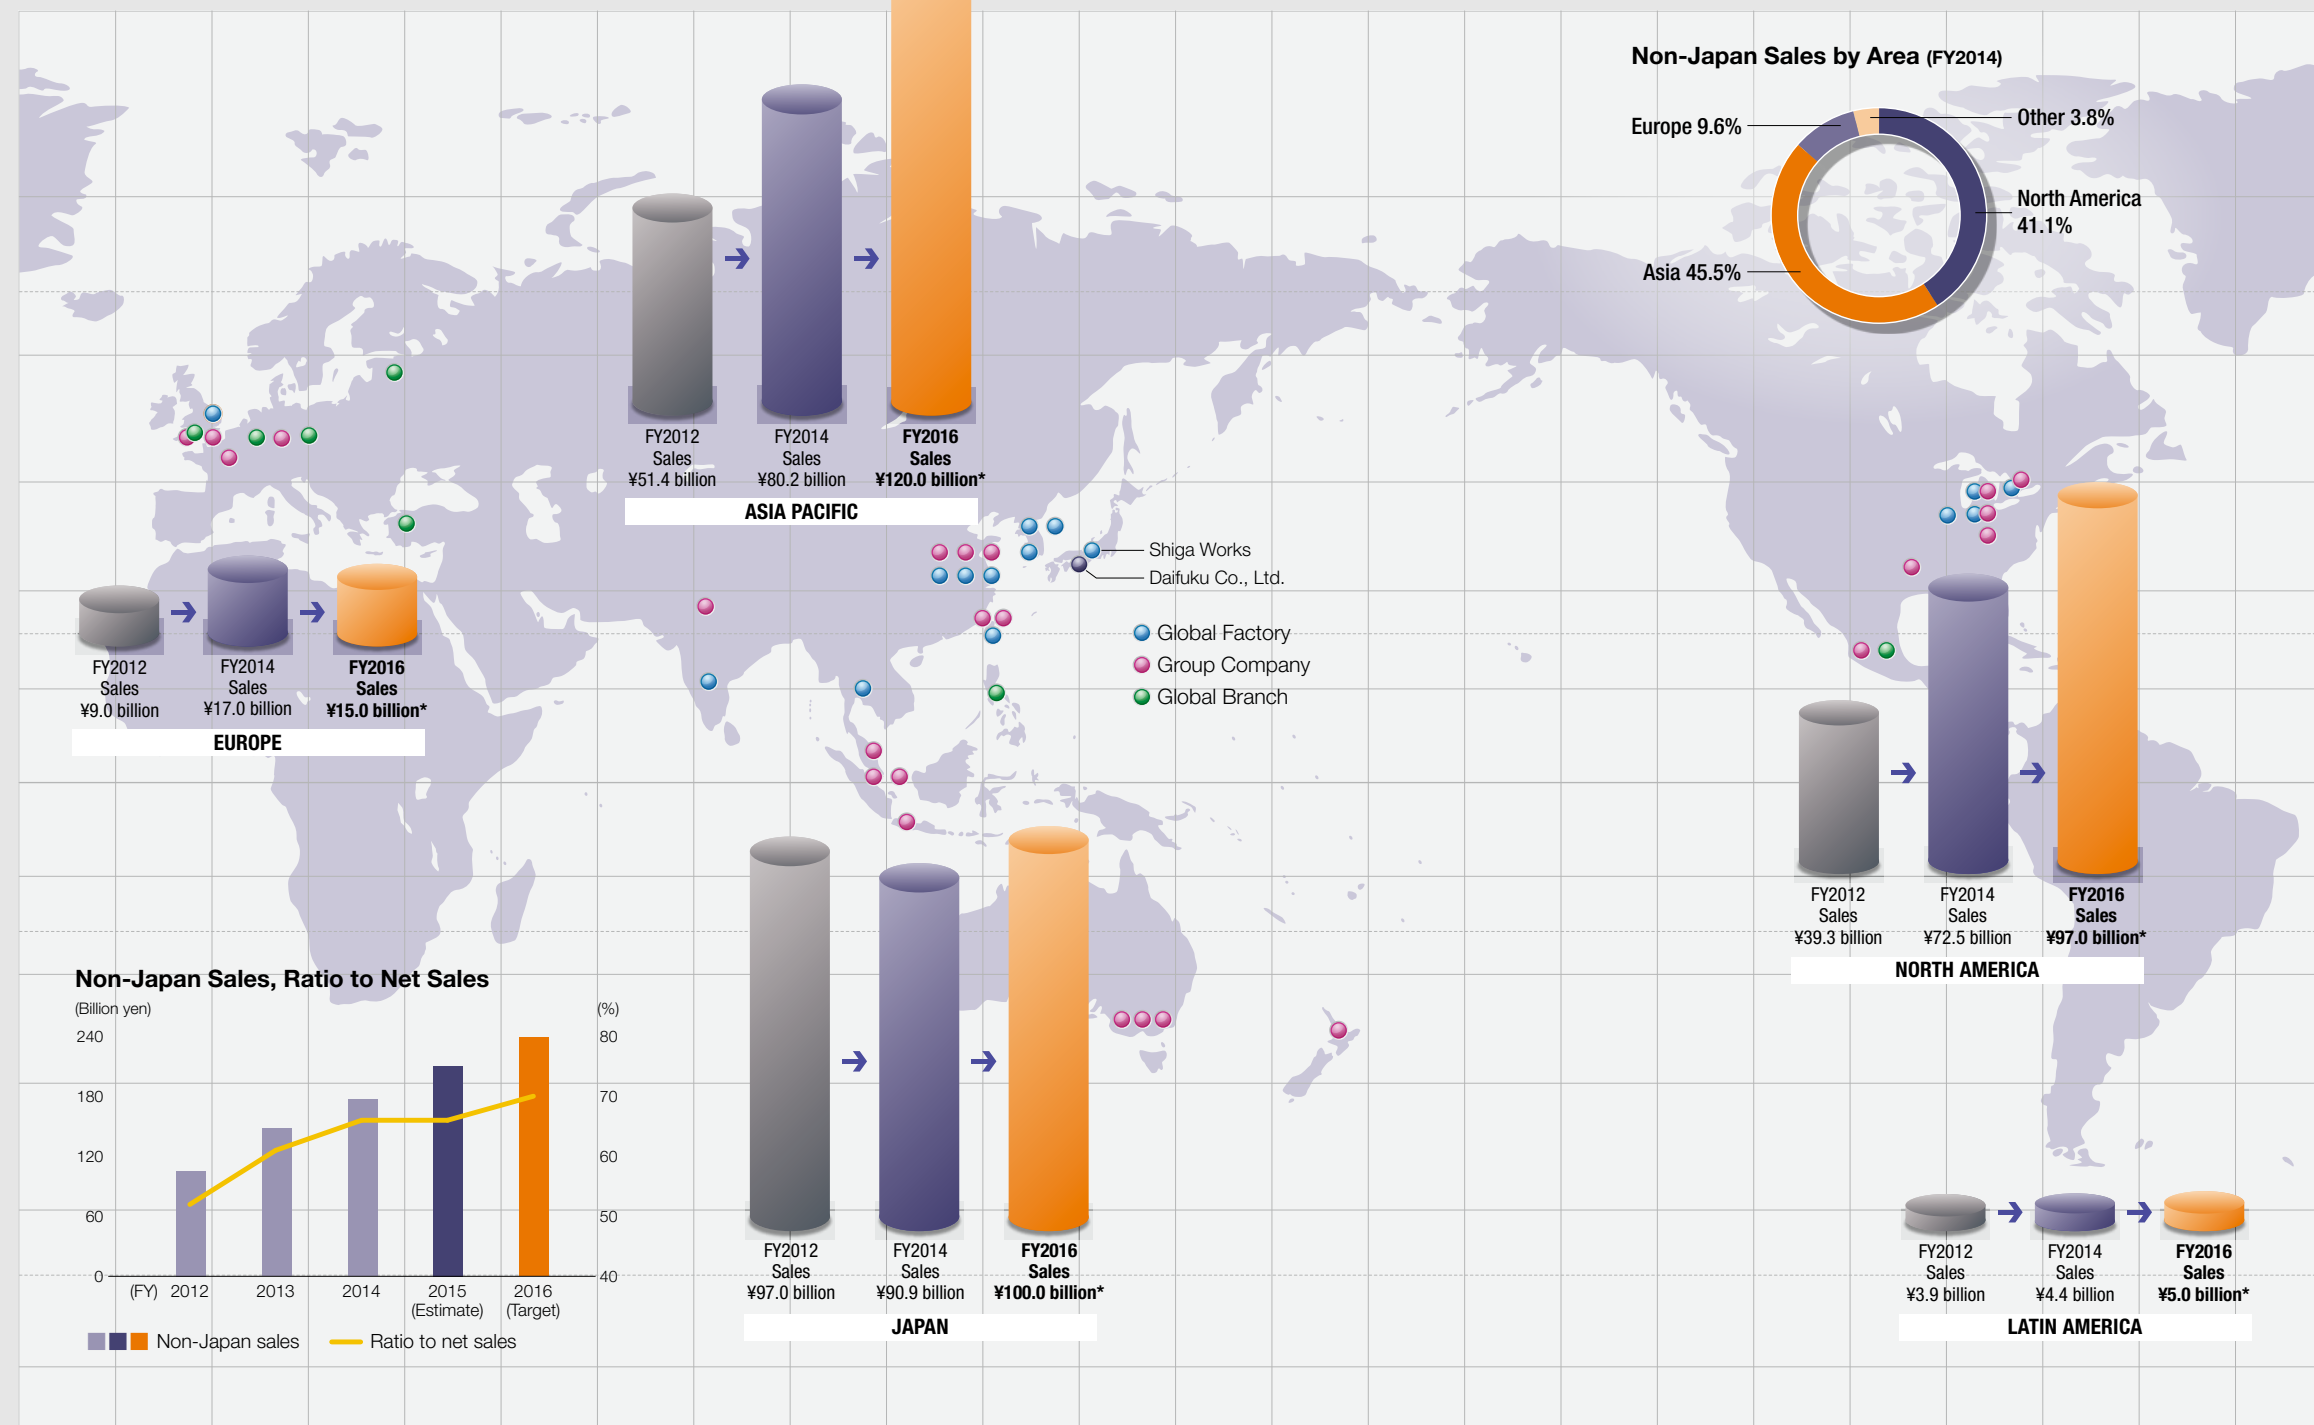 Non-Japan Sales by Area (FY2014)
Europe 9.6%
Other 3.8%
North America
41.1%
Asia 45.5%
FY2012
Sales
¥51.4 billion
FY2014
Sales
¥80.2 billion
FY2016
Sales
¥120.0 billion*
ASIA PACIFIC
Shiga Works
Daifuku Co., Ltd.
Global Factory
Group Company
Global Branch
FY2012
Sales
¥9.0 billion
FY2014
Sales
¥17.0 billion
FY2016
Sales
¥15.0 billion*
EUROPE
FY2012
Sales
¥39.3 billion
FY2014
Sales
¥72.5 billion
FY2016
Sales
¥97.0 billion*
NORTH AMERICA
Non-Japan Sales, Ratio to Net Sales
(Billion yen)
(%)
240
180
120
60
0
80
70
60
50
40
(FY)
2012
2013
2014
2015
(Estimate)
2016
(Target)
Non-Japan sales
Ratio to net sales
FY2012
Sales
¥97.0 billion
FY2014
Sales
¥90.9 billion
FY2016
Sales
¥100.0 billion*
JAPAN
FY2012
Sales
¥3.9 billion
FY2014
Sales
¥4.4 billion
FY2016
Sales
¥5.0 billion*
LATIN AMERICA